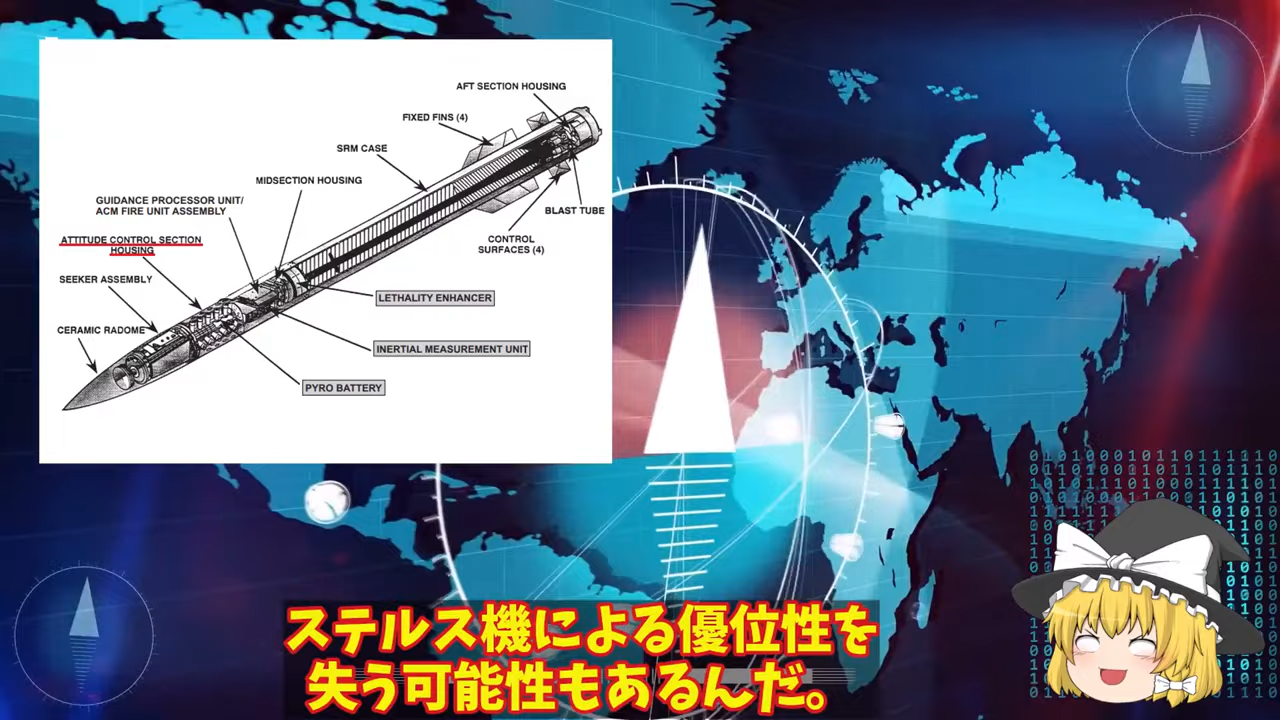 AFT SECTION HOUSING
FIXED FINS (4)
SRM CASE
MIDSECTION HOUSING
GUIDANCE PROCESSOR UNIT/
ACM FIRE UNIT ASSEMBLY
BLAST TUBE
ATTITUDE CONTROL SECTION
HOUSING
CONTROL
SURFACES (4)
SEEKER ASSEMBLY
LETHALITY ENHANCER
CERAMIC RADOME
INERTIAL MEASUREMENT UNIT
PYRO BATTERY
ステルス機による優位性を
失う可能性もあるんだ。